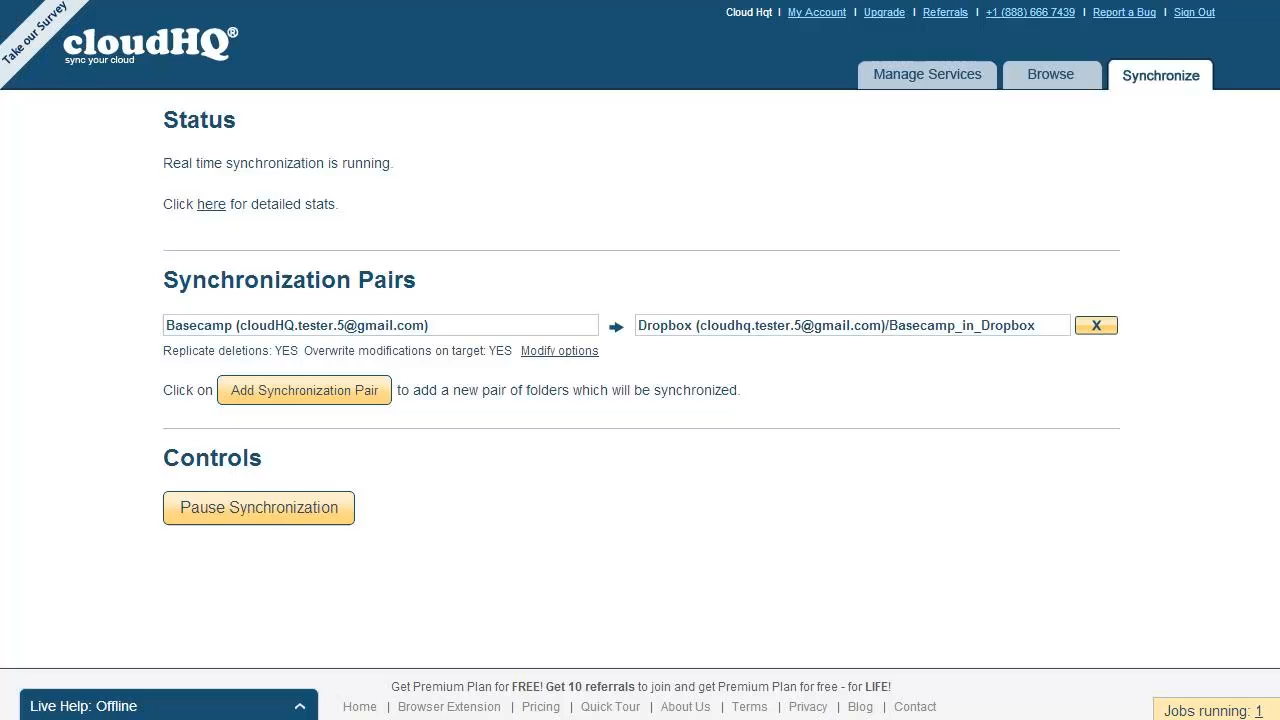 Take our Survey
cloudHQ®
sync your cloud
Cloud Hqt | My Account | Upgrade | Referrals | +1 (888) 666 7439 | Report a Bug | Sign Out
Manage Services Browse Synchronize
Status
Real time synchronization is running.
Click here for detailed stats.
Synchronization Pairs
Basecamp (cloudHQ.tester.5@gmail.com) Dropbox (cloudhq.tester.5@gmail.com)/Basecamp_in_Dropbox X
Replicate deletions: YES Overwrite modifications on target: YES Modify options
Click on Add Synchronization Pair to add a new pair of folders which will be synchronized.
Controls
Pause Synchronization
Get Premium Plan for FREE! Get 10 referrals to join and get Premium Plan for free - for LIFE!
Home | Browser Extension | Pricing | Quick Tour | About Us | Terms | Privacy | Blog | Contact
Live Help: Offline
Jobs running: 1